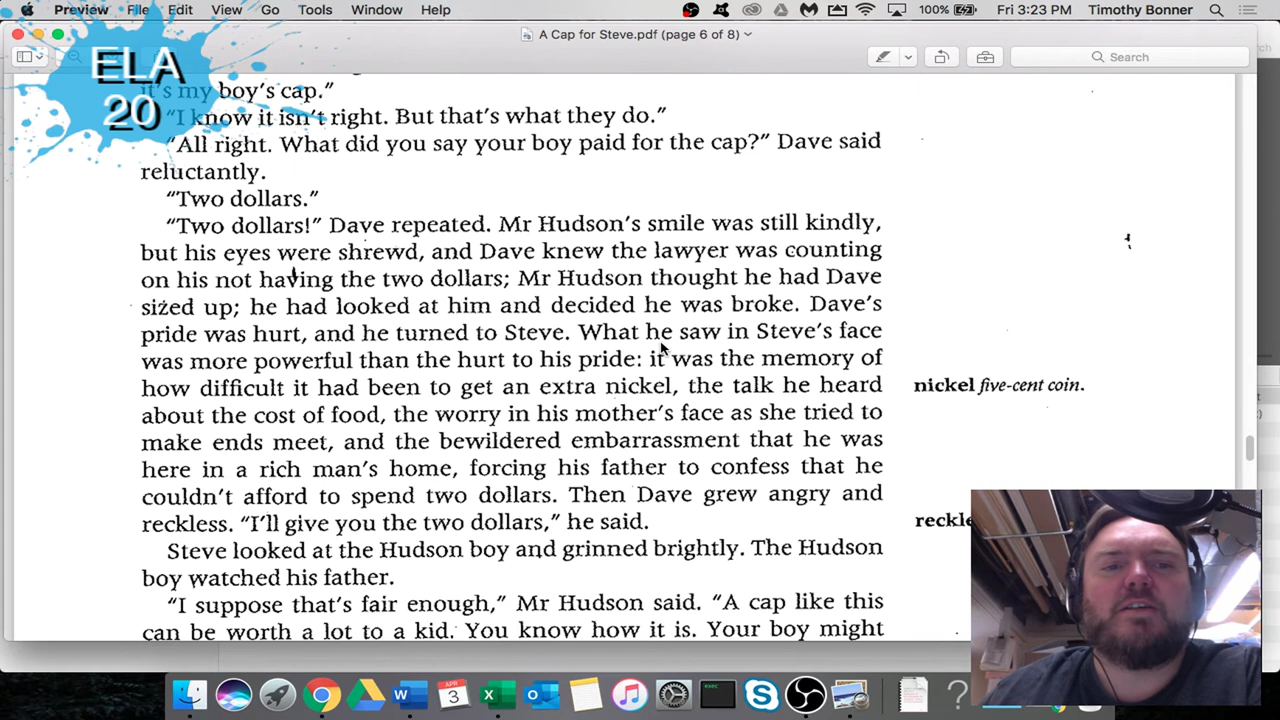 Preview File Edit View Go Tools Window Help 100% Fri 3:23 PM Timothy Bonner
A Cap for Steve.pdf (page 6 of 8)
Search
ELA
20
it's my boy's cap."
"I know it isn't right. But that's what they do."
"All right. What did you say your boy paid for the cap?" Dave said
reluctantly.
"Two dollars."
"Two dollars!" Dave repeated. Mr Hudson's smile was still kindly,
but his eyes were shrewd, and Dave knew the lawyer was counting
on his not having the two dollars; Mr Hudson thought he had Dave
sized up; he had looked at him and decided he was broke. Dave's
pride was hurt, and he turned to Steve. What he saw in Steve's face
was more powerful than the hurt to his pride: it was the memory of
how difficult it had been to get an extra nickel, the talk he heard
nickel five-cent coin.
about the cost of food, the worry in his mother's face as she tried to
make ends meet, and the bewildered embarrassment that he was
here in a rich man's home, forcing his father to confess that he
couldn't afford to spend two dollars. Then Dave grew angry and
reckless. "I'll give you the two dollars," he said.
Steve looked at the Hudson boy and grinned brightly. The Hudson
boy watched his father.
"I suppose that's fair enough," Mr Hudson said. "A cap like this
can be worth a lot to a kid. You know how it is. Your boy might
APR
3